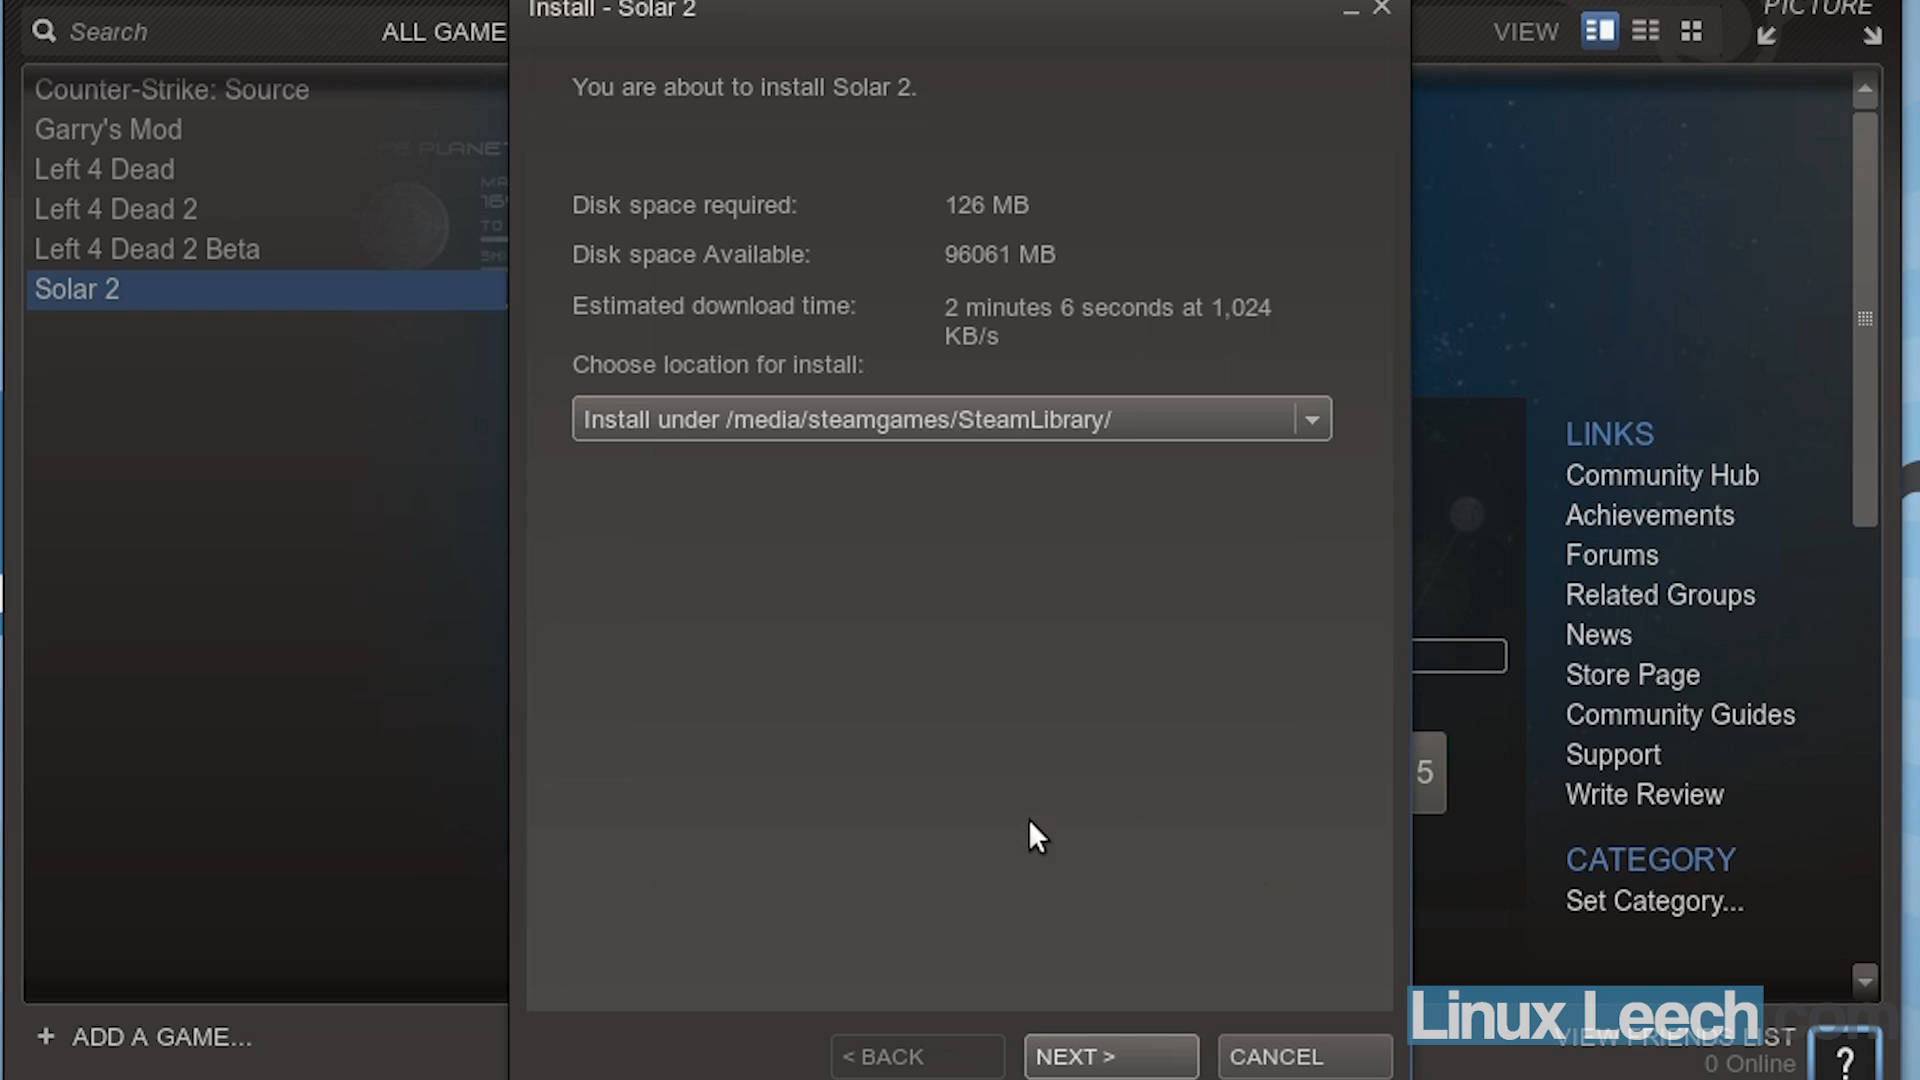 Search
ALL GAME
Install - Solar 2
VIEW
PICTURE
Counter-Strike: Source
Garry's Mod
Left 4 Dead
Left 4 Dead 2
Left 4 Dead 2 Beta
Solar 2
You are about to install Solar 2.
Disk space required: 126 MB
Disk space Available: 96061 MB
Estimated download time: 2 minutes 6 seconds at 1,024
KB/s
Choose location for install:
Install under /media/steamgames/SteamLibrary/
LINKS
Community Hub
Achievements
Forums
Related Groups
News
Store Page
Community Guides
Support
Write Review
5
CATEGORY
Set Category...
+ ADD A GAME...
< BACK
NEXT >
CANCEL
Linux Leech.com
VIEW FRIENDS LIST
0 Online
?